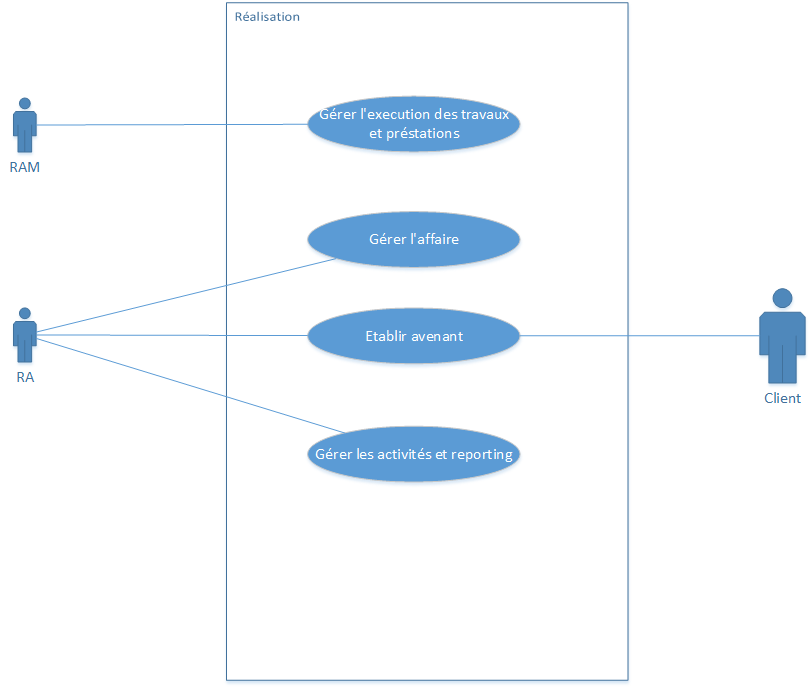 Réalisation
Gérer l'execution des travaux
et préstations
RAM
Gérer l'affaire
Etablir avenant
RA
Client
Gérer les activités et reporting